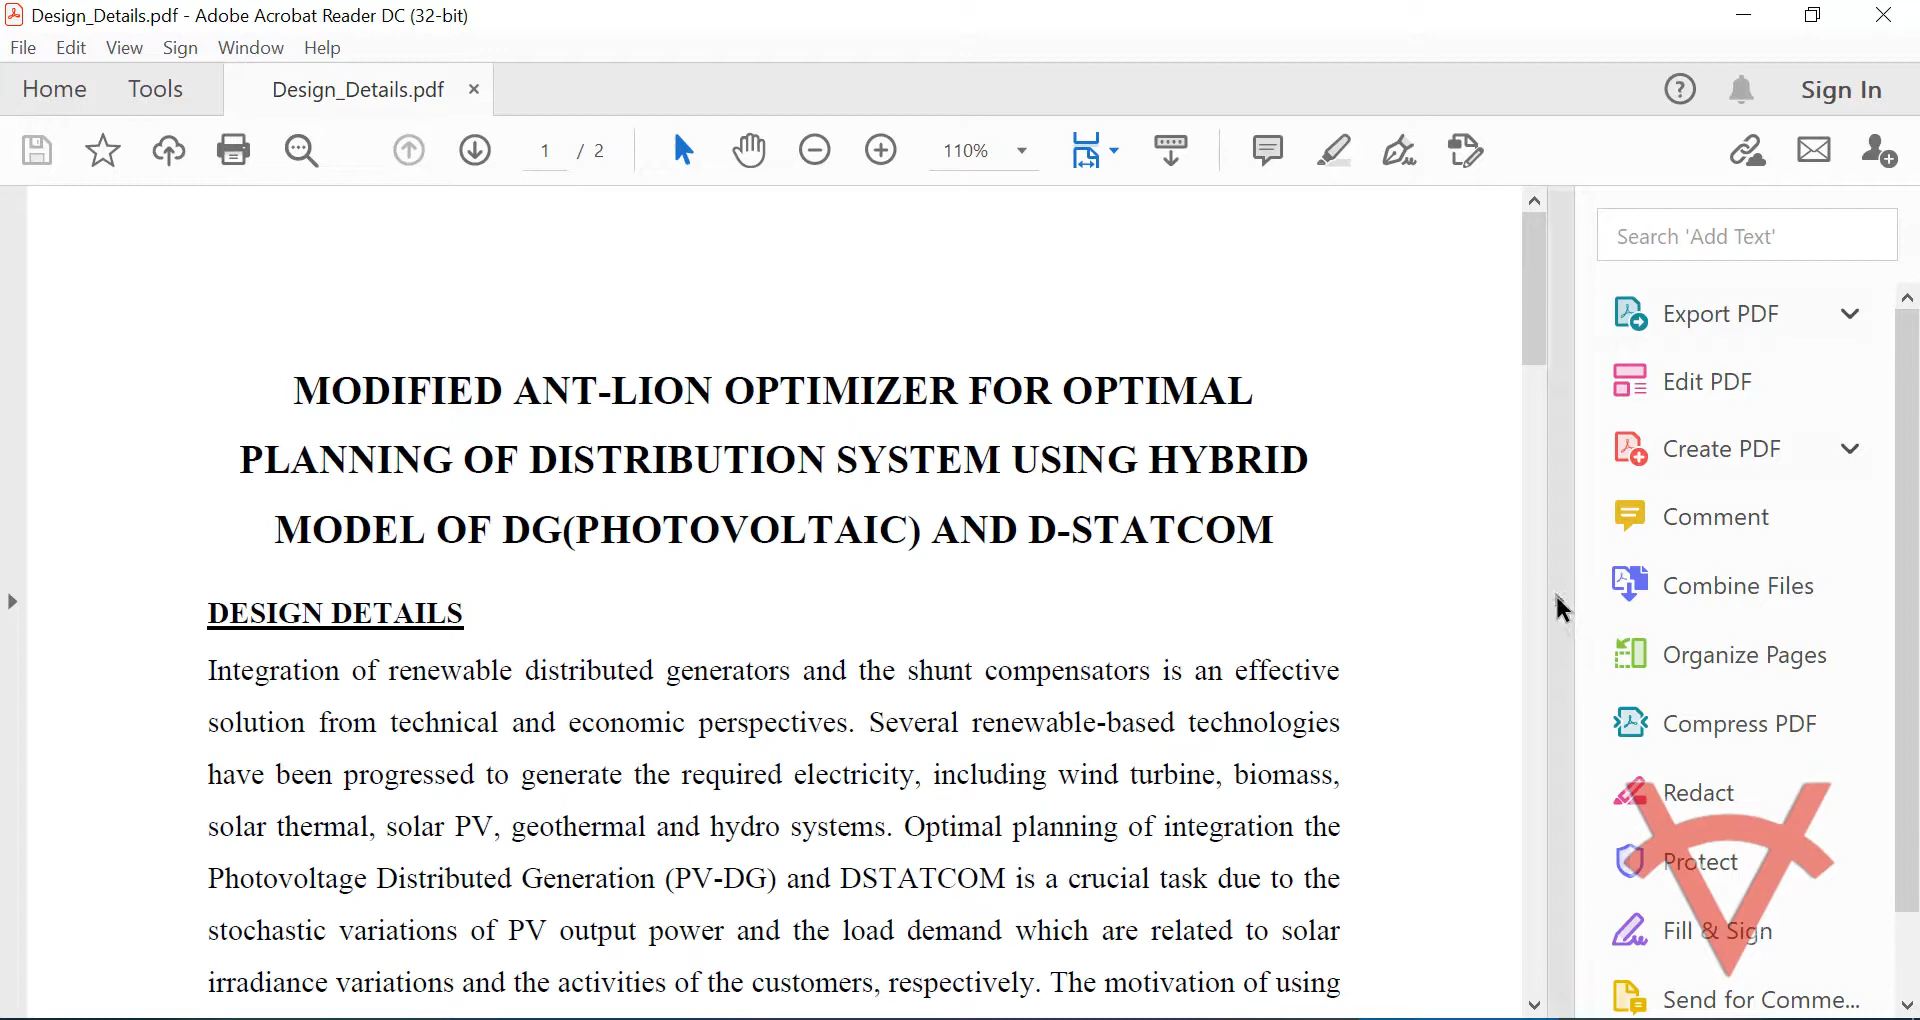 Design_Details.pdf - Adobe Acrobat Reader DC (32-bit)
File Edit View Sign Window Help
Home Tools Design_Details.pdf × Sign In
1 / 2 110%
Search 'Add Text'
Export PDF
Edit PDF
Create PDF
Comment
Combine Files
Organize Pages
Compress PDF
Redact
Protect
Fill & Sign
Send for Comme...
MODIFIED ANT-LION OPTIMIZER FOR OPTIMAL
PLANNING OF DISTRIBUTION SYSTEM USING HYBRID
MODEL OF DG(PHOTOVOLTAIC) AND D-STATCOM
DESIGN DETAILS
Integration of renewable distributed generators and the shunt compensators is an effective
solution from technical and economic perspectives. Several renewable-based technologies
have been progressed to generate the required electricity, including wind turbine, biomass,
solar thermal, solar PV, geothermal and hydro systems. Optimal planning of integration the
Photovoltage Distributed Generation (PV-DG) and DSTATCOM is a crucial task due to the
stochastic variations of PV output power and the load demand which are related to solar
irradiance variations and the activities of the customers, respectively. The motivation of using